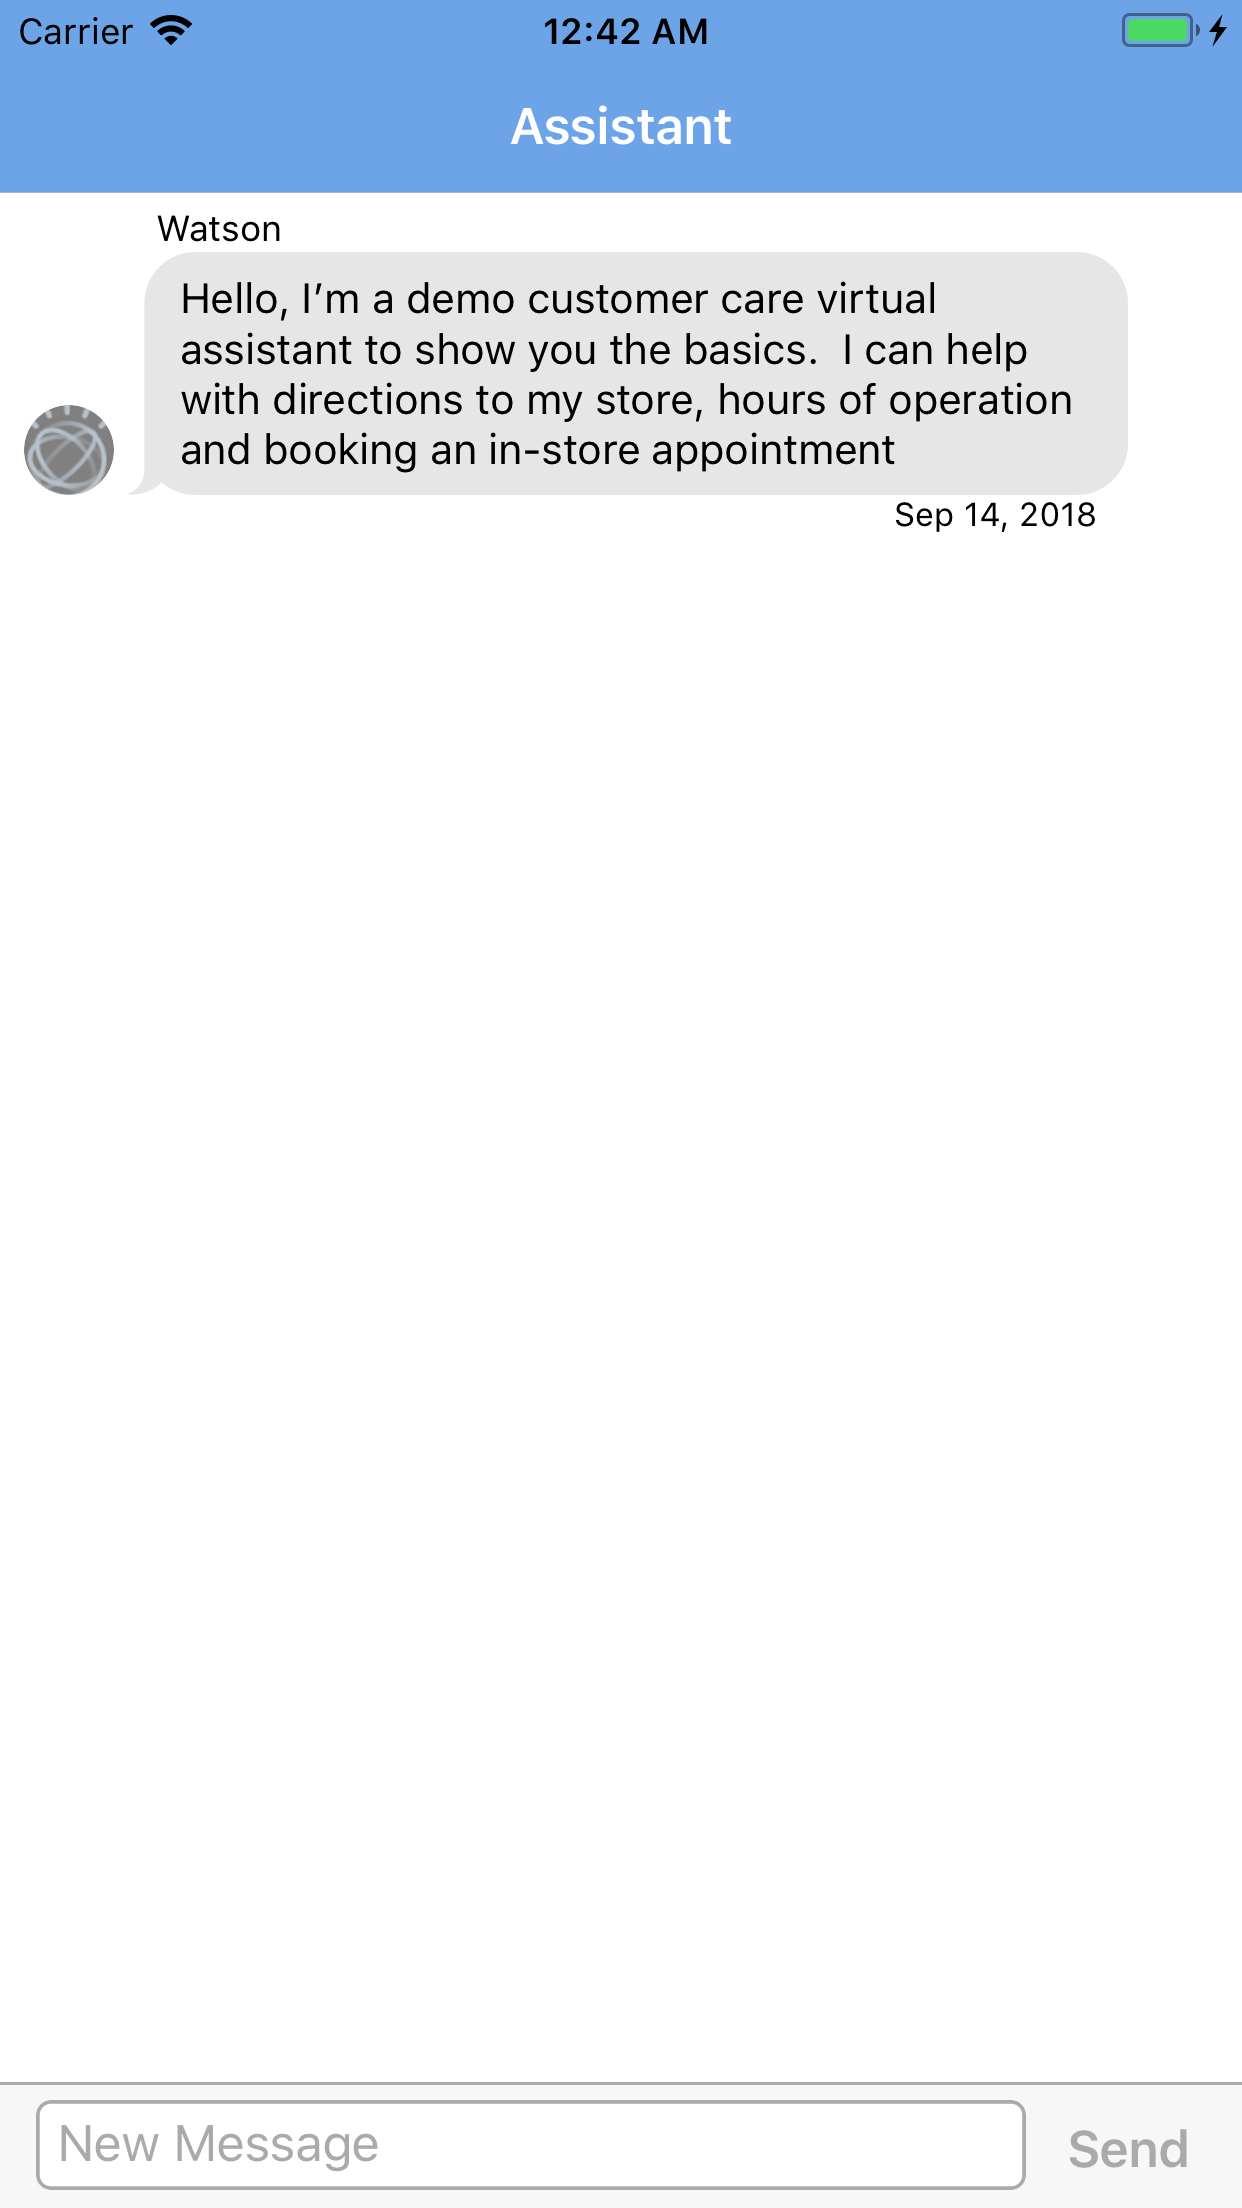 Carrier 12:42 AM
Assistant
Watson
Hello, I’m a demo customer care virtual
assistant to show you the basics.  I can help
with directions to my store, hours of operation
and booking an in-store appointment
Sep 14, 2018
New Message Send